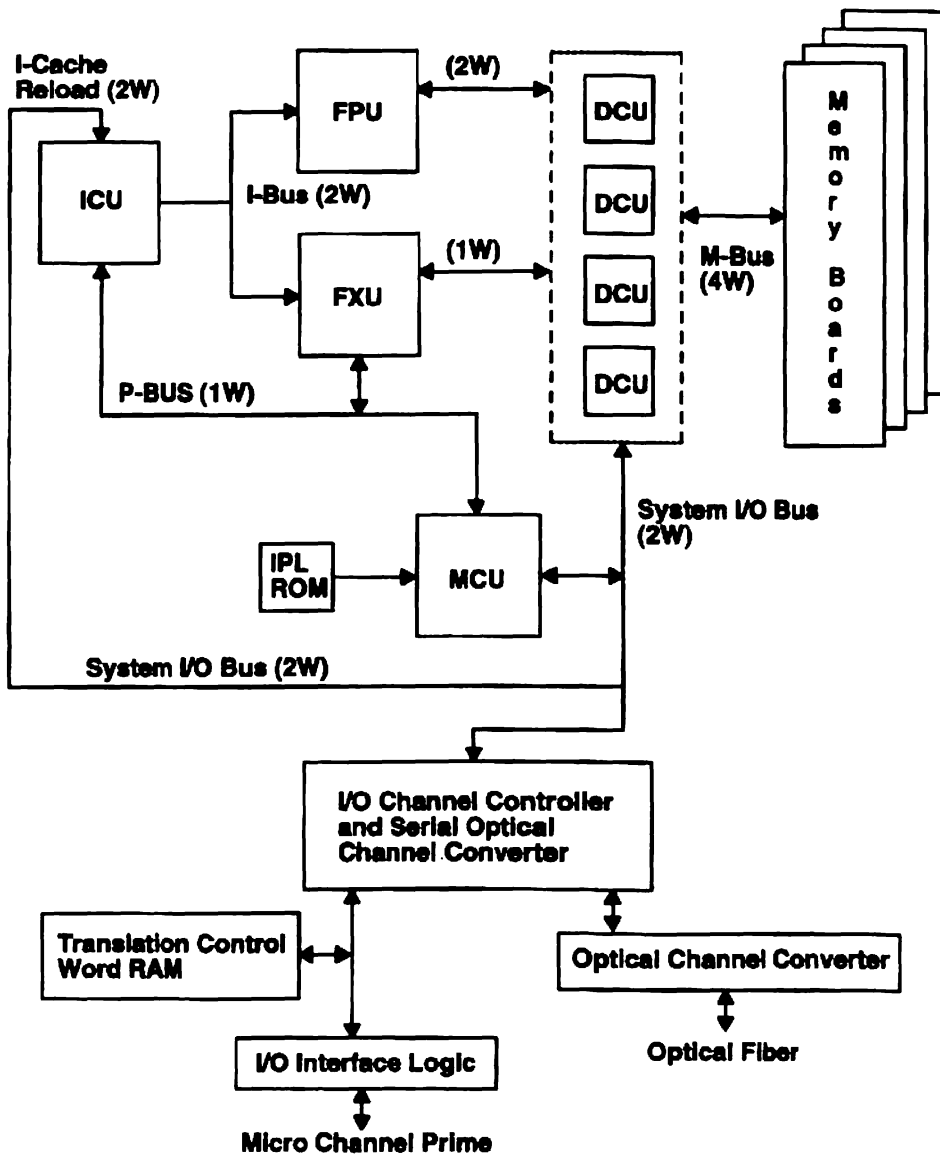 I-Cache
Reload (2W)
ICU
FPU
(2W)
I-Bus (2W)
FXU
(1W)
DCU
DCU
DCU
DCU
M-Bus
(4W)
Memory Boards
P-BUS (1W)
System I/O Bus
(2W)
IPL
ROM
MCU
System I/O Bus (2W)
I/O Channel Controller
and Serial Optical
Channel Converter
Translation Control
Word RAM
Optical Channel Converter
I/O Interface Logic
Optical Fiber
Micro Channel Prime